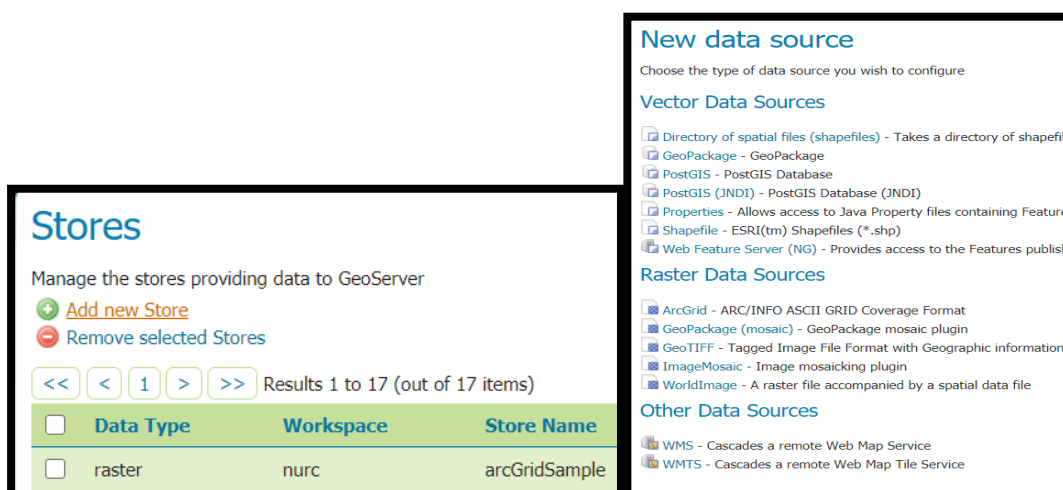 Stores
Manage the stores providing data to GeoServer
Add new Store
Remove selected Stores
<< < 1 > >> Results 1 to 17 (out of 17 items)
Data Type Workspace Store Name
raster nurc arcGridSample
New data source
Choose the type of data source you wish to configure
Vector Data Sources
Directory of spatial files (shapefiles) - Takes a directory of
GeoPackage - GeoPackage
PostGIS - PostGIS Database
PostGIS (JNDI) - PostGIS Database (JNDI)
Properties - Allows access to Java Property files containing Feature
Shapefile - ESRI(tm) Shapefiles (*.shp)
Web Feature Server (NG) - Provides access to the Features
Raster Data Sources
ArcGrid - ARC/INFO ASCII GRID Coverage Format
GeoPackage (mosaic) - GeoPackage mosaic plugin
GeoTIFF - Tagged Image File Format with Geographic information
ImageMosaic - Image mosaicking plugin
WorldImage - A raster file accompanied by a spatial data file
Other Data Sources
WMS - Cascades a remote Web Map Service
WMTS - Cascades a remote Web Map Tile Service